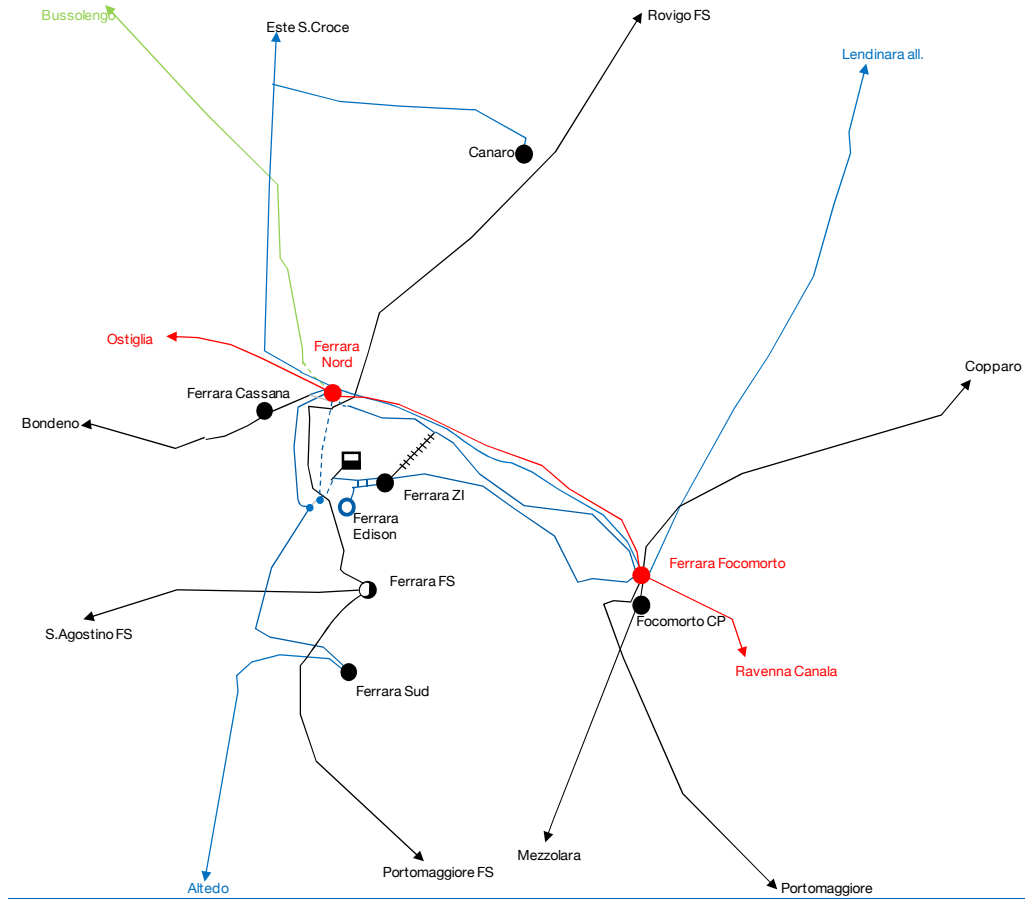 Bussolengo
Este S.Croce
Rovigo FS
Lendinara all.
Canaro
Ostiglia
Ferrara
Nord
Copparo
Ferrara Cassana
Bondeno
Ferrara ZI
Ferrara
Edison
Ferrara Focomorto
Ferrara FS
Focomorto CP
S.Agostino FS
Ravenna Canala
Ferrara Sud
Mezzolara
Portomaggiore FS
Altedo
Portomaggiore